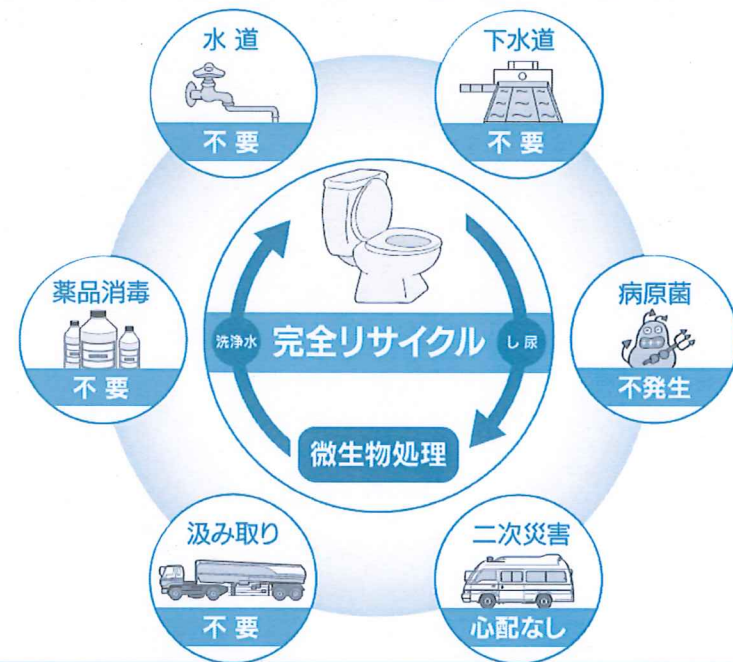 水道
不要
下水道
不要
薬品消毒
不要
洗浄水
完全リサイクル
し尿
病原菌
不発生
微生物処理
汲み取り
不要
二次災害
心配なし